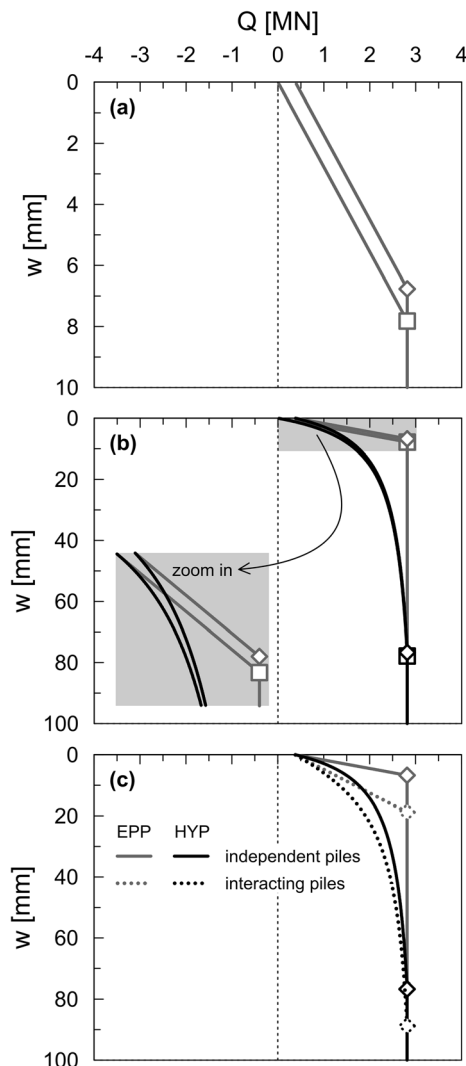 Q [MN]
-4 -3 -2 -1 0 1 2 3 4
(a)
0
2
4
6
8
10
w [mm]
(b)
0
20
40
60
80
100
w [mm]
zoom in
(c)
0
20
40
60
80
100
w [mm]
EPP HYP
independent piles
interacting piles